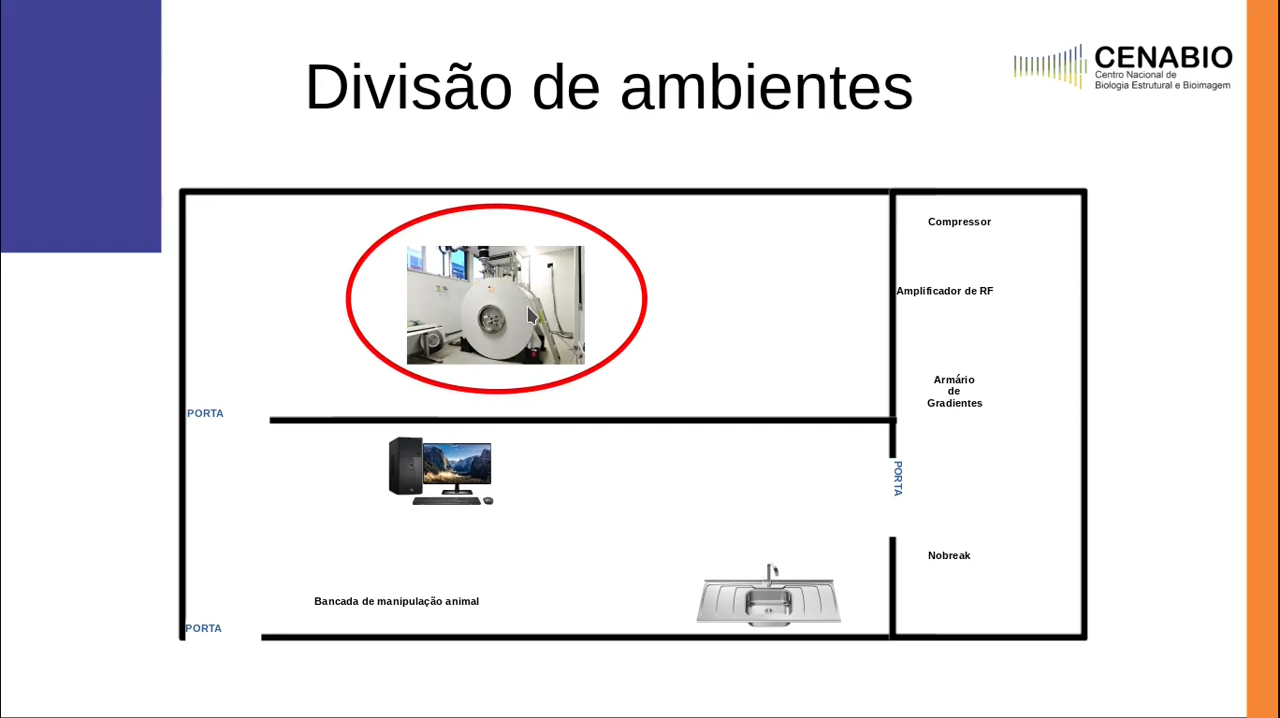 Divisão de ambientes
CENABIO
Centro Nacional de
Biologia Estrutural e Bioimagem
Compressor
Amplificador de RF
Armário
de
Gradientes
PORTA
PORTA
Nobreak
Bancada de manipulação animal
PORTA